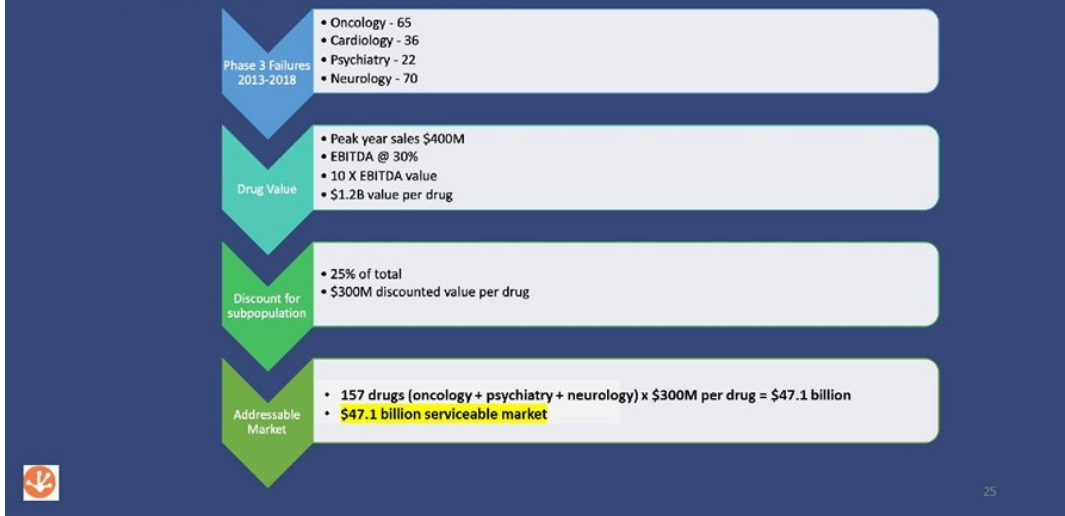 Phase 3 Failures
2013-2018
• Oncology - 65
• Cardiology - 36
• Psychiatry - 22
• Neurology - 70
Drug Value
• Peak year sales $400M
• EBITDA @ 30%
• 10 X EBITDA value
• $1.2B value per drug
Discount for
subpopulation
• 25% of total
• $300M discounted value per drug
Addressable
Market
• 157 drugs (oncology + psychiatry + neurology) x $300M per drug = $47.1 billion
• $47.1 billion serviceable market
25